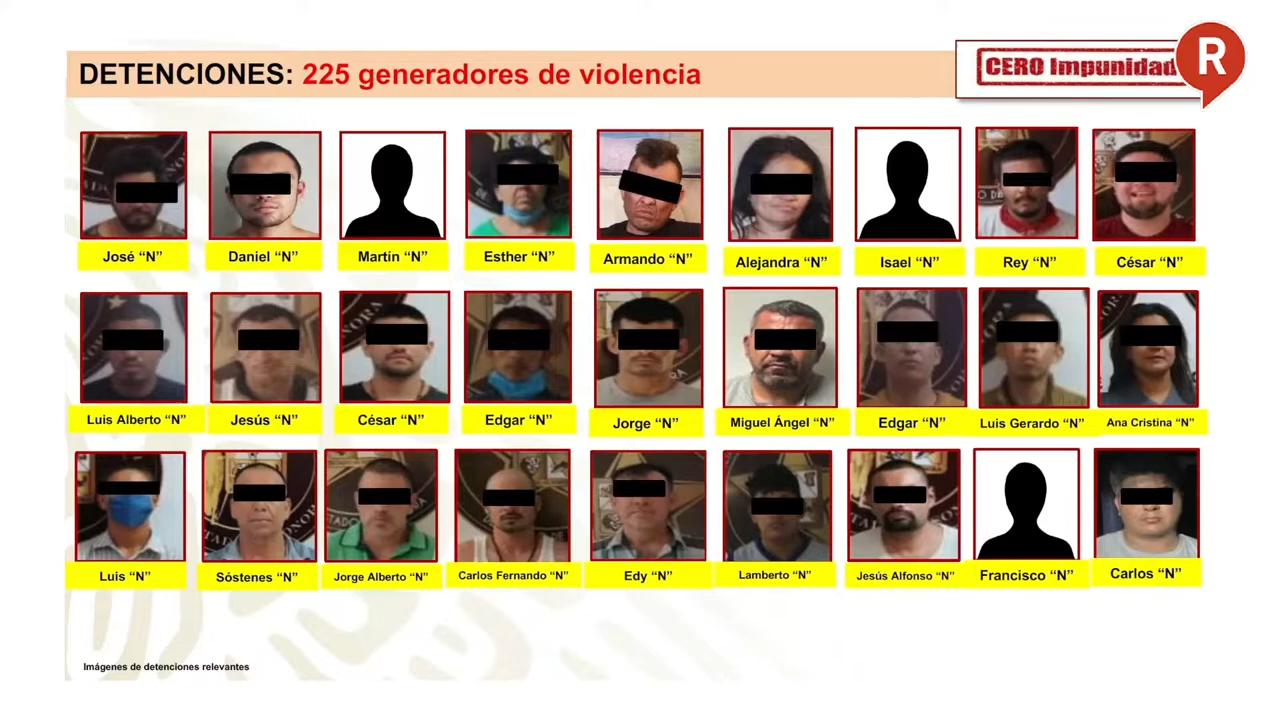 DETENCIONES: 225 generadores de violencia
CERO Impunidad
R
José “N”
Daniel “N”
Martín “N”
Esther “N”
Armando “N”
Alejandra “N”
Isael “N”
Rey “N”
César “N”
Luis Alberto “N”
Jesús “N”
César “N”
Edgar “N”
Jorge “N”
Miguel Ángel “N”
Edgar “N”
Luis Gerardo “N”
Ana Cristina “N”
Luis “N”
Sóstenes “N”
Jorge Alberto “N”
Carlos Fernando “N”
Edy “N”
Lamberto “N”
Jesús Alfonso “N”
Francisco “N”
Carlos “N”
Imágenes de detenciones relevantes